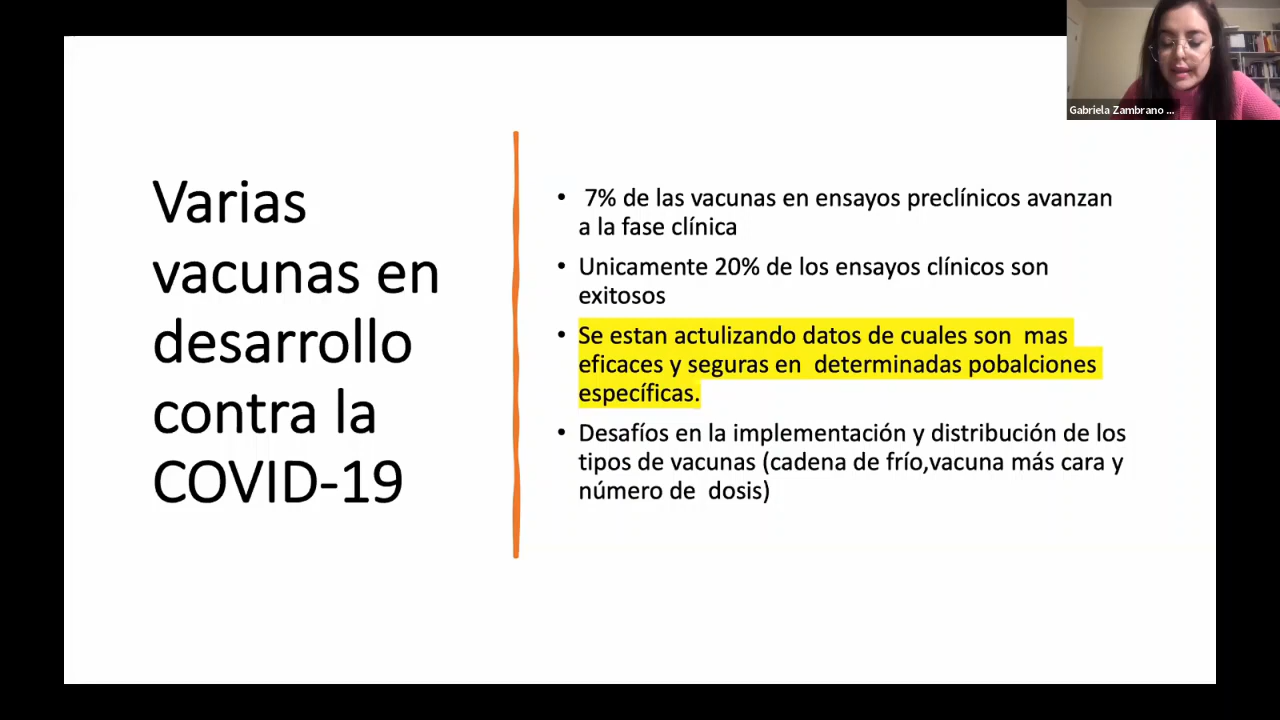 Gabriela Zambrano ...
Varias
vacunas en
desarrollo
contra la
COVID-19
• 7% de las vacunas en ensayos preclínicos avanzan
a la fase clínica
• Unicamente 20% de los ensayos clínicos son
exitosos
• Se estan actulizando datos de cuales son  mas
eficaces y seguras en  determinadas pobalciones
específicas.
• Desafíos en la implementación y distribución de los
tipos de vacunas (cadena de frío,vacuna más cara y
número de  dosis)